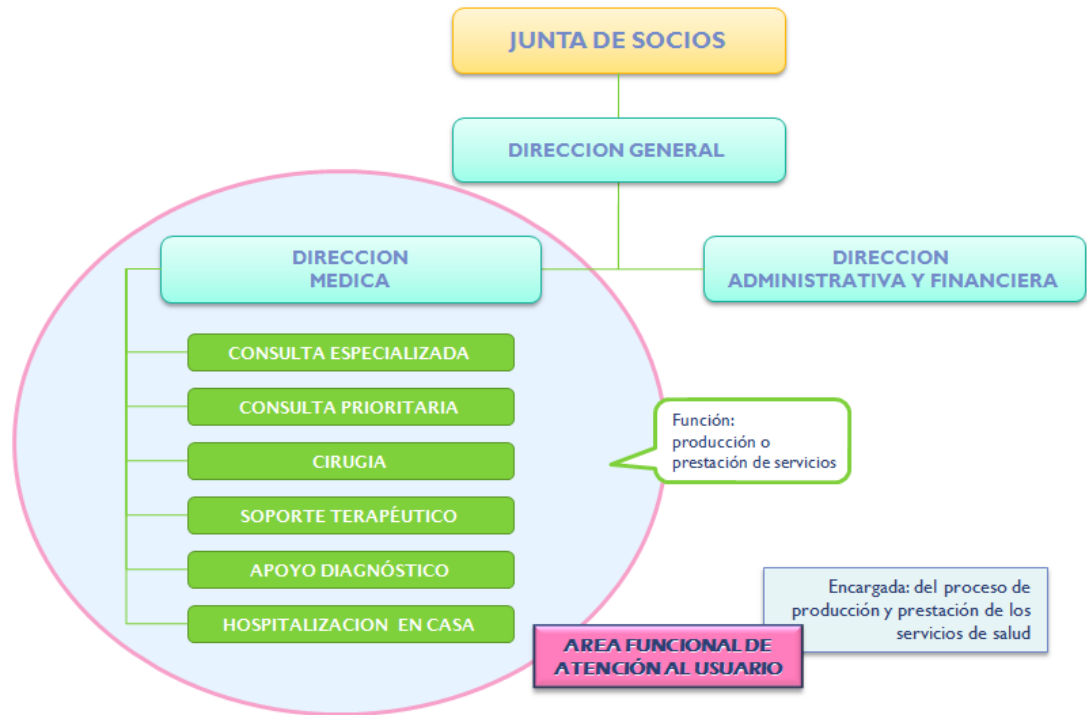 JUNTA DE SOCIOS
DIRECCION GENERAL
DIRECCION
MEDICA
DIRECCION
ADMINISTRATIVA Y FINANCIERA
CONSULTA ESPECIALIZADA
CONSULTA PRIORITARIA
CIRUGIA
SOPORTE TERAPÉUTICO
APOYO DIAGNÓSTICO
HOSPITALIZACION EN CASA
Función:
producción o
prestación de servicios
Encargada: del proceso de
producción y prestación de los
servicios de salud
AREA FUNCIONAL DE
ATENCIÓN AL USUARIO